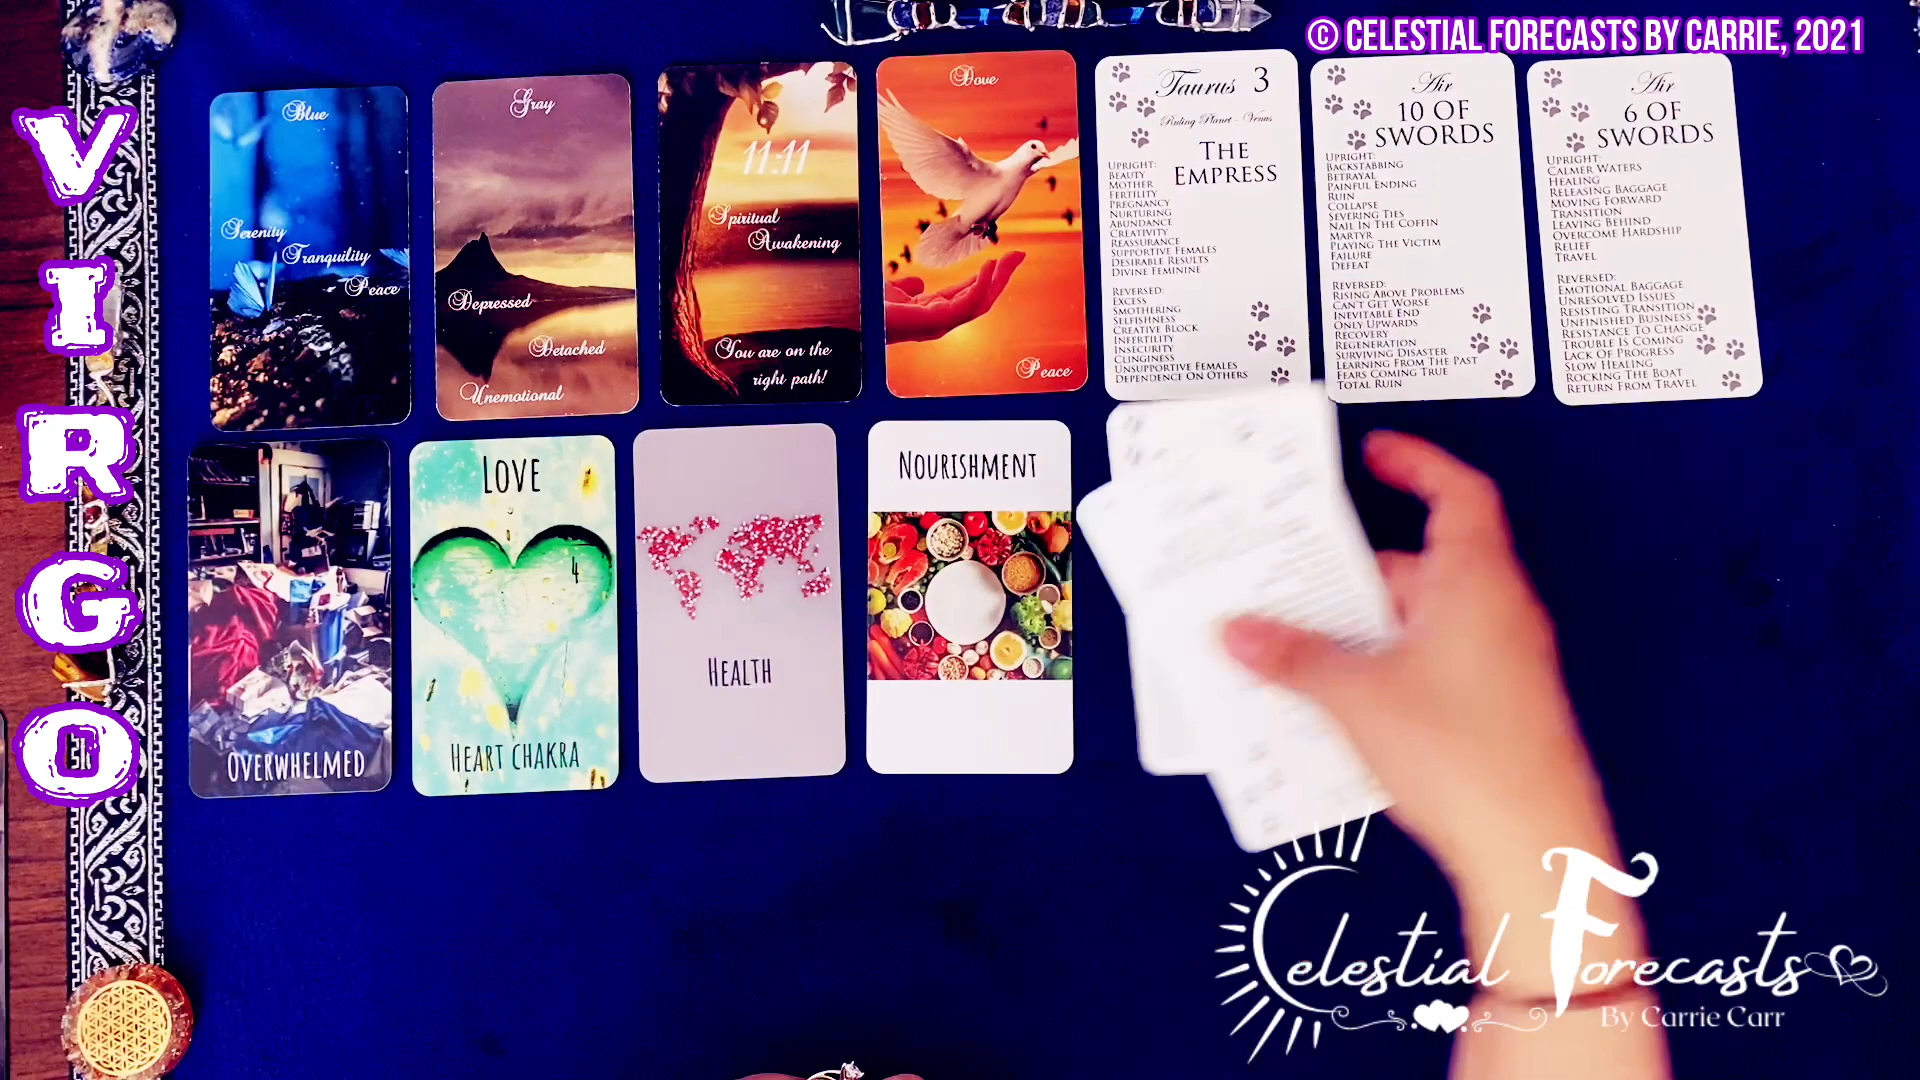 © CELESTIAL FORECASTS BY CARRIE, 2021
VIRGO
Blue
Serenity
Tranquility
Peace
Gray
Depressed
Detached
Unemotional
11:11
Spiritual
Awakening
You are on the
right path!
Dove
Peace
Taurus 3
Ruling Planet - Venus
THE
EMPRESS
UPRIGHT:
BEAUTY
MOTHER
FERTILITY
PREGNANCY
NURTURING
ABUNDANCE
CREATIVITY
REASSURANCE
SUPPORTIVE FEMALES
DESIRABLE RESULTS
DIVINE FEMININE
REVERSED:
EXCESS
SMOTHERING
SELFISHNESS
CREATIVE BLOCK
INFERTILITY
INSECURITY
CLINGINESS
UNSUPPORTIVE FEMALES
DEPENDENCE ON OTHERS
Air
10 OF
SWORDS
UPRIGHT:
BACKSTABBING
BETRAYAL
PAINFUL ENDING
RUIN
COLLAPSE
SEVERING TIES
NAIL IN THE COFFIN
MARTYR
PLAYING THE VICTIM
FAILURE
DEFEAT
REVERSED:
RISING ABOVE PROBLEMS
CAN'T GET WORSE
INEVITABLE END
ONLY UPWARDS
RECOVERY
REGENERATION
SURVIVING DISASTER
LEARNING FROM THE PAST
FEARS COMING TRUE
TOTAL RUIN
Air
6 OF
SWORDS
UPRIGHT:
CALMER WATERS
HEALING
RELEASING BAGGAGE
MOVING FORWARD
TRANSITION
LEAVING BEHIND
OVERCOME HARDSHIP
RELIEF
TRAVEL
REVERSED:
EMOTIONAL BAGGAGE
UNRESOLVED ISSUES
RESISTING TRANSITION
UNFINISHED BUSINESS
RESISTANCE TO CHANGE
TROUBLE IS COMING
LACK OF PROGRESS
SLOW HEALING
ROCKING THE BOAT
RETURN FROM TRAVEL
OVERWHELMED
LOVE
4
HEART CHAKRA
HEALTH
NOURISHMENT
Celestial Forecasts
By Carrie Carr